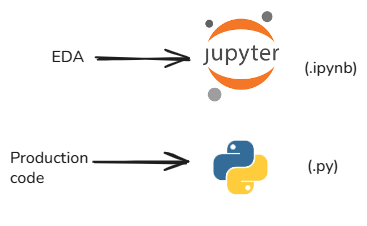 EDA
jupyter
(.ipynb)
Production
code
(.py)